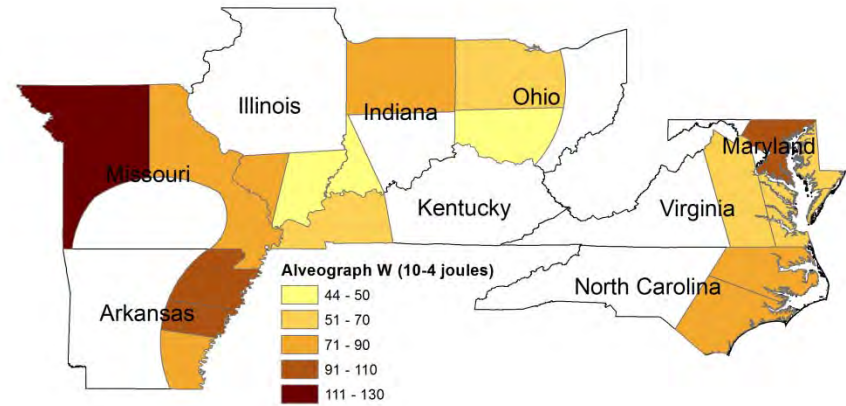 Illinois
Indiana
Ohio
Missouri
Maryland
Kentucky
Virginia
Arkansas
North Carolina
Alveograph W (10-4 joules)
44 - 50
51 - 70
71 - 90
91 - 110
111 - 130